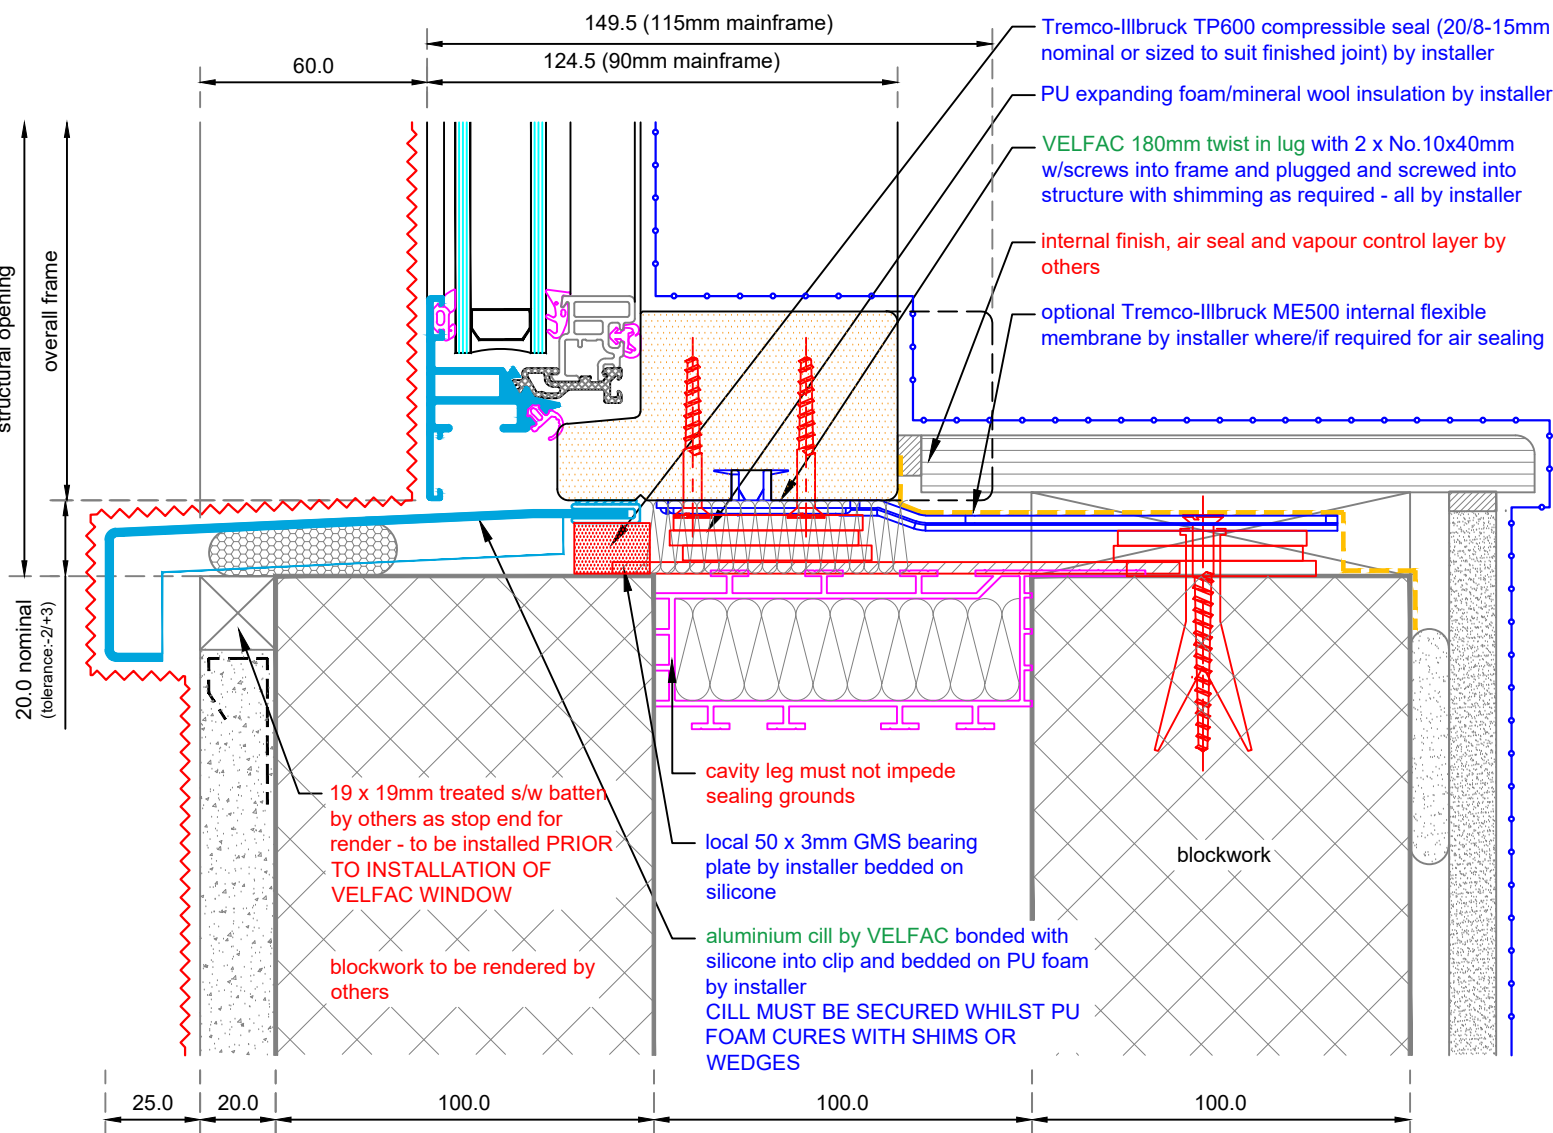 149.5 (115mm mainframe)
124.5 (90mm mainframe)
60.0
structural opening
overall frame
20.0 nominal
(tolerance:-2/+3)
Tremco-Illbruck TP600 compressible seal (20/8-15mm
nominal or sized to suit finished joint) by installer
PU expanding foam/mineral wool insulation by installer
VELFAC 180mm twist in lug with 2 x No.10x40mm
w/screws into frame and plugged and screwed into
structure with shimming as required - all by installer
internal finish, air seal and vapour control layer by
others
optional Tremco-Illbruck ME500 internal flexible
membrane by installer where/if required for air sealing
19 x 19mm treated s/w batten
by others as stop end for
render - to be installed PRIOR
TO INSTALLATION OF
VELFAC WINDOW
blockwork to be rendered by
others
cavity leg must not impede
sealing grounds
local 50 x 3mm GMS bearing
plate by installer bedded on
silicone
aluminium cill by VELFAC bonded with
silicone into clip and bedded on PU foam
by installer
CILL MUST BE SECURED WHILST PU
FOAM CURES WITH SHIMS OR
WEDGES
blockwork
25.0
20.0
100.0
100.0
100.0